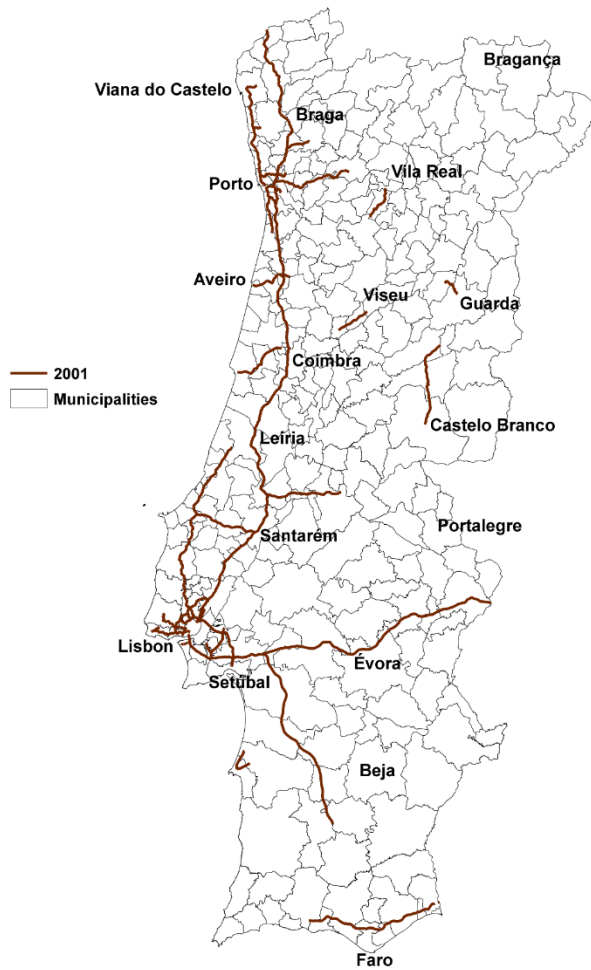 Bragança
Viana do Castelo
Braga
Vila Real
Porto
Aveiro
Viseu
Guarda
Coimbra
2001
Municipalities
Castelo Branco
Leíria
Portalegre
Santarém
Lisbon
Évora
Setúbal
Beja
Faro